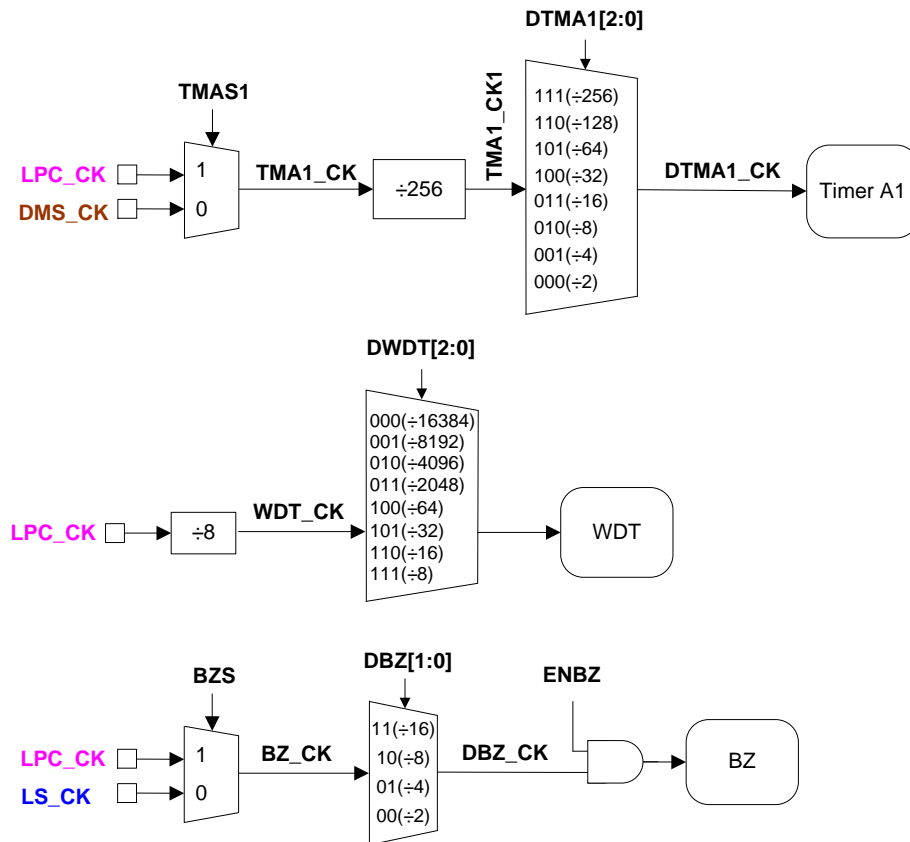 DTMA1[2:0]
TMAS1
TMA1_CK1
111(÷256)
110(÷128)
101(÷64)
100(÷32)
011(÷16)
010(÷8)
001(÷4)
000(÷2)
LPC_CK
1
TMA1_CK
÷256
DTMA1_CK
Timer A1
DMS_CK
0
DWDT[2:0]
000(÷16384)
001(÷8192)
010(÷4096)
011(÷2048)
100(÷64)
101(÷32)
110(÷16)
111(÷8)
LPC_CK
÷8
WDT_CK
WDT
BZS
DBZ[1:0]
ENBZ
11(÷16)
10(÷8)
01(÷4)
00(÷2)
LPC_CK
1
BZ_CK
DBZ_CK
BZ
LS_CK
0